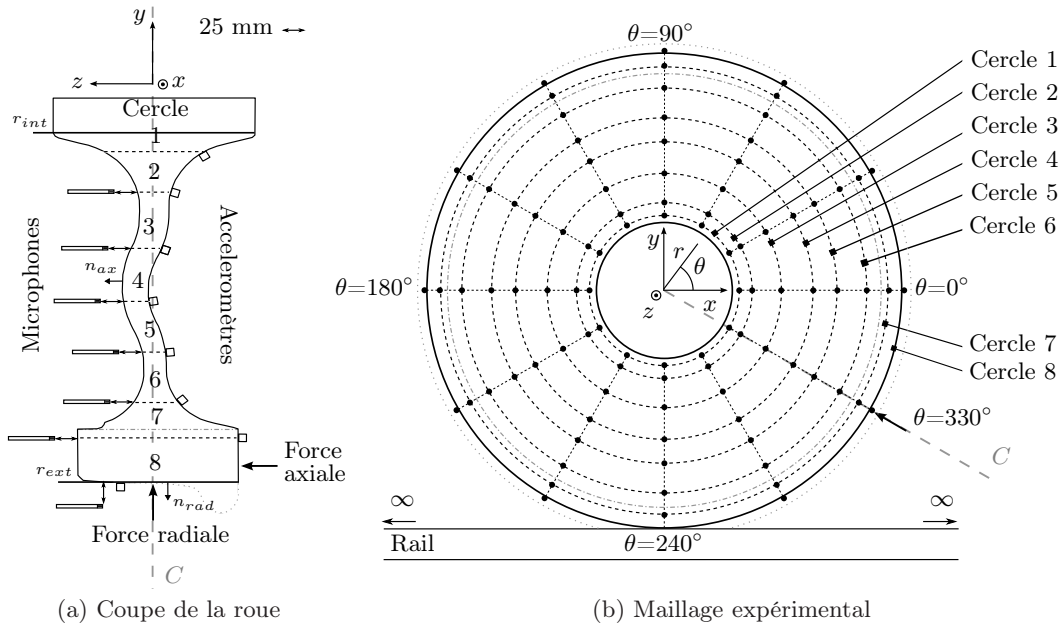 y
25 mm
z
x
Cercle
r_int
1
2
3
4
5
6
7
8
Microphones
n_ax
Acceleromètres
r_ext
Force
axiale
n_rad
Force radiale
C
(a) Coupe de la roue
θ=90°
Cercle 1
Cercle 2
Cercle 3
Cercle 4
Cercle 5
Cercle 6
y
r
θ
θ=180°
θ=0°
z
x
Cercle 7
Cercle 8
θ=330°
C
∞
∞
Rail
θ=240°
(b) Maillage expérimental